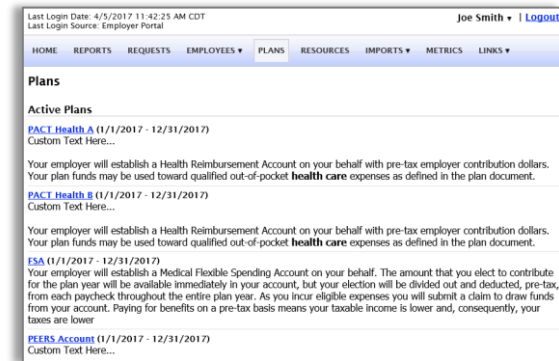 Last Login Date: 4/5/2017 11:42:25 AM CDT
Last Login Source: Employer Portal
Joe Smith ▾ | Logout
HOME REPORTS REQUESTS EMPLOYEES ▾ PLANS RESOURCES IMPORTS ▾ METRICS LINKS ▾
Plans
Active Plans
PACT Health A (1/1/2017 - 12/31/2017)
Custom Text Here...
Your employer will establish a Health Reimbursement Account on your behalf with pre-tax employer contribution dollars.
Your plan funds may be used toward qualified out-of-pocket health care expenses as defined in the plan document.
PACT Health B (1/1/2017 - 12/31/2017)
Custom Text Here...
Your employer will establish a Health Reimbursement Account on your behalf with pre-tax employer contribution dollars.
Your plan funds may be used toward qualified out-of-pocket health care expenses as defined in the plan document.
FSA (1/1/2017 - 12/31/2017)
Your employer will establish a Medical Flexible Spending Account on your behalf. The amount that you elect to contribute
for the plan year will be available immediately in your account, but your election will be divided out and deducted, pre-tax,
from each paycheck throughout the entire plan year. As you incur eligible expenses you will submit a claim to draw funds
from your account. Paying for benefits on a pre-tax basis means your taxable income is lower and, consequently, your
taxes are lower
PEERS Account (1/1/2017 - 12/31/2017)
Custom Text Here...